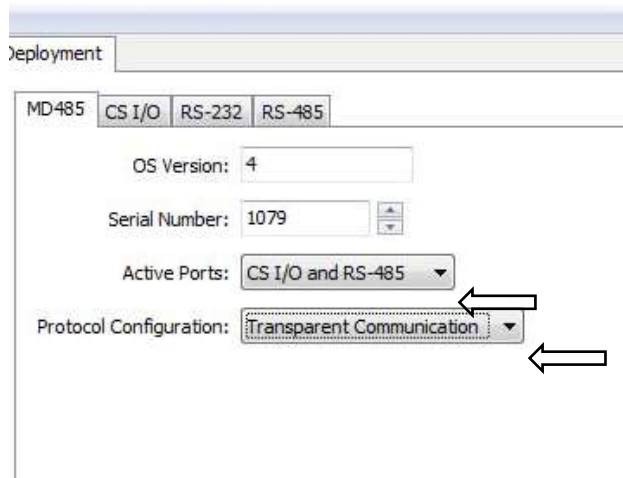 Deployment
MD485 CS I/O RS-232 RS-485
OS Version: 4
Serial Number: 1079
Active Ports: CS I/O and RS-485
Protocol Configuration: Transparent Communication